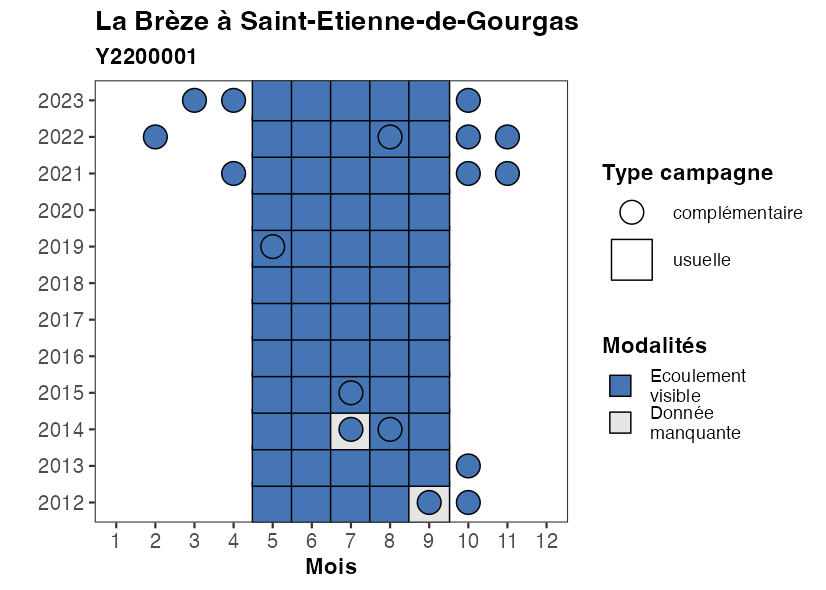 La Brèze à Saint-Etienne-de-Gourgas
Y2200001
2023
2022
2021
2020
2019
2018
2017
2016
2015
2014
2013
2012
1 2 3 4 5 6 7 8 9 10 11 12
Mois
Type campagne
complémentaire
usuelle
Modalités
Ecoulement
visible
Donnée
manquante